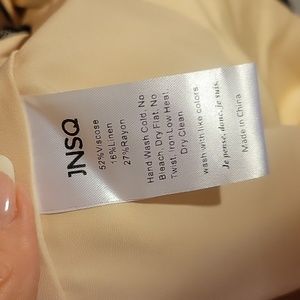 JNSQ
52%Viscose
16%Linen
27%Rayon
Hand Wash Cold. No
Bleach. Dry Flat. No
Twist. Iron Low Heat.
Dry Clean
wash with like colors.
Je pense, donc, je suis.
Made in China